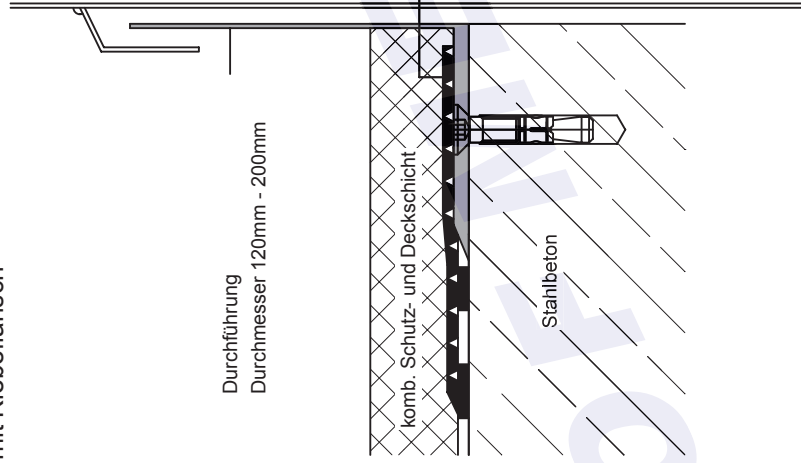 mit Klebeflansch
Durchführung
Durchmesser 120mm - 200mm
komb. Schutz- und Deckschicht
Stahlbeton